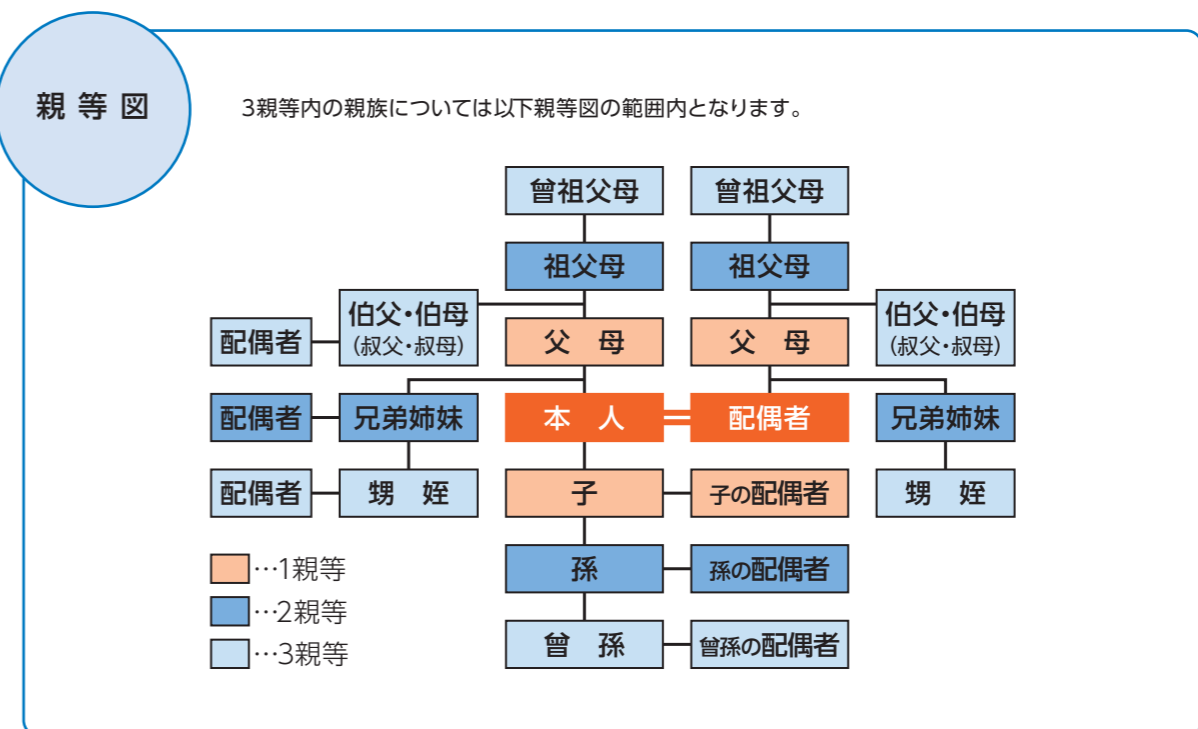 親等図
3親等内の親族については以下親等図の範囲内となります。
曾祖父母 曾祖父母
祖父母 祖父母
配偶者 伯父・伯母 父 母 父 母 伯父・伯母
(叔父・叔母) (叔父・叔母)
配偶者 兄弟姉妹 本 人 配偶者 兄弟姉妹
配偶者 甥 姪 子 子の配偶者 甥 姪
…1親等 孫 孫の配偶者
…2親等
…3親等 曾 孫 曾孫の配偶者